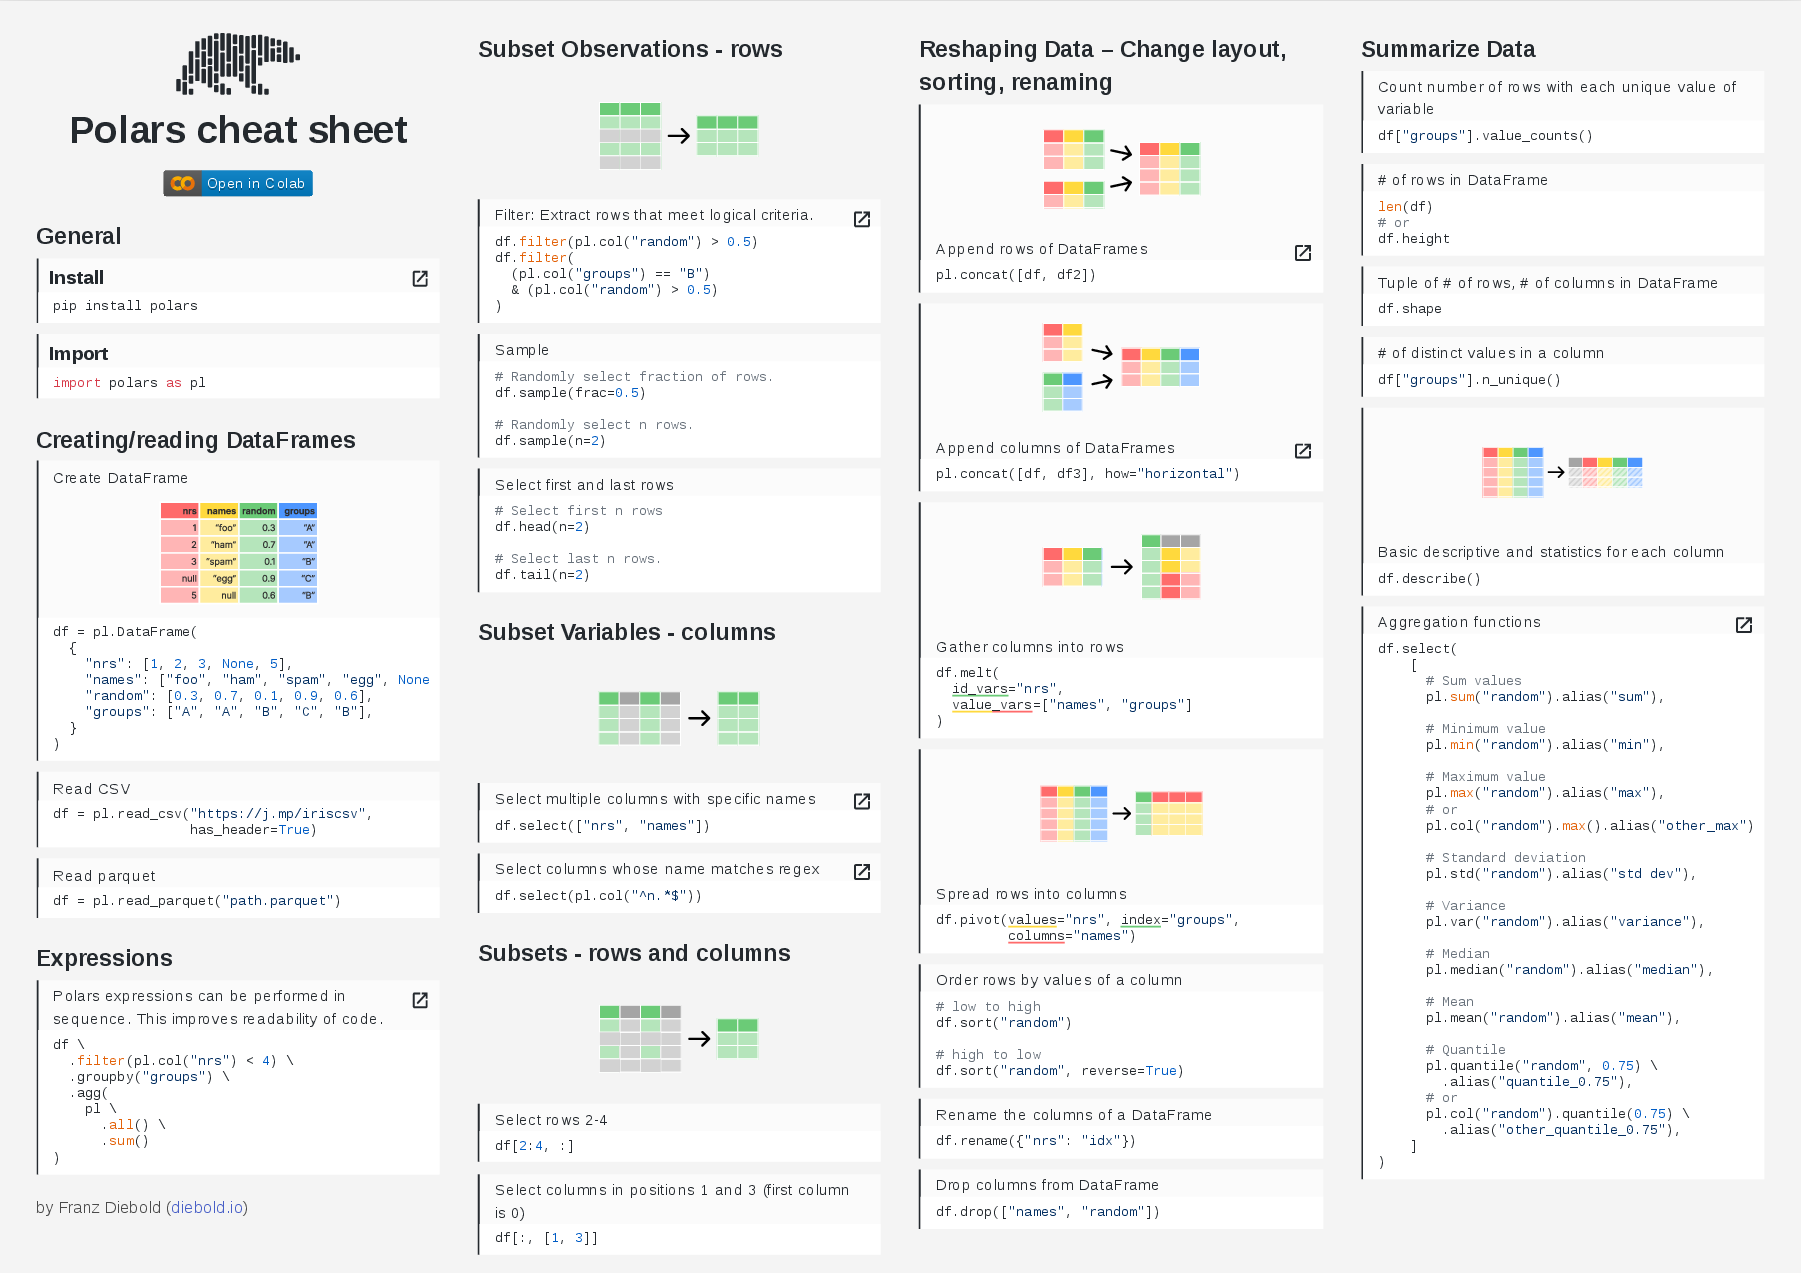 Polars cheat sheet
Open in Colab
General
Install
pip install polars
Import
import polars as pl
Creating/reading DataFrames
Create DataFrame
nrs names random groups
1 "foo" 0.3 "A"
2 "ham" 0.7 "A"
3 "spam" 0.1 "B"
null "egg" 0.9 "C"
5 null 0.6 "B"
df = pl.DataFrame(
  {
    "nrs": [1, 2, 3, None, 5],
    "names": ["foo", "ham", "spam", "egg", None
    "random": [0.3, 0.7, 0.1, 0.9, 0.6],
    "groups": ["A", "A", "B", "C", "B"],
  }
)
Read CSV
df = pl.read_csv("https://j.mp/iriscsv",
                 has_header=True)
Read parquet
df = pl.read_parquet("path.parquet")
Expressions
Polars expressions can be performed in
sequence. This improves readability of code.
df \
  .filter(pl.col("nrs") < 4) \
  .groupby("groups") \
  .agg(
    pl \
      .all() \
      .sum()
)
by Franz Diebold (diebold.io)
Subset Observations - rows
Filter: Extract rows that meet logical criteria.
df.filter(pl.col("random") > 0.5)
df.filter(
  (pl.col("groups") == "B")
  & (pl.col("random") > 0.5)
)
Sample
# Randomly select fraction of rows.
df.sample(frac=0.5)
# Randomly select n rows.
df.sample(n=2)
Select first and last rows
# Select first n rows
df.head(n=2)
# Select last n rows.
df.tail(n=2)
Subset Variables - columns
Select multiple columns with specific names
df.select(["nrs", "names"])
Select columns whose name matches regex
df.select(pl.col("^n.*$"))
Subsets - rows and columns
Select rows 2-4
df[2:4, :]
Select columns in positions 1 and 3 (first column
is 0)
df[:, [1, 3]]
Reshaping Data – Change layout,
sorting, renaming
Append rows of DataFrames
pl.concat([df, df2])
Append columns of DataFrames
pl.concat([df, df3], how="horizontal")
Gather columns into rows
df.melt(
  id_vars="nrs",
  value_vars=["names", "groups"]
)
Spread rows into columns
df.pivot(values="nrs", index="groups",
         columns="names")
Order rows by values of a column
# low to high
df.sort("random")
# high to low
df.sort("random", reverse=True)
Rename the columns of a DataFrame
df.rename({"nrs": "idx"})
Drop columns from DataFrame
df.drop(["names", "random"])
Summarize Data
Count number of rows with each unique value of
variable
df["groups"].value_counts()
# of rows in DataFrame
len(df)
# or
df.height
Tuple of # of rows, # of columns in DataFrame
df.shape
# of distinct values in a column
df["groups"].n_unique()
Basic descriptive and statistics for each column
df.describe()
Aggregation functions
df.select(
    [
      # Sum values
      pl.sum("random").alias("sum"),
      # Minimum value
      pl.min("random").alias("min"),
      # Maximum value
      pl.max("random").alias("max"),
      # or
      pl.col("random").max().alias("other_max")
      # Standard deviation
      pl.std("random").alias("std dev"),
      # Variance
      pl.var("random").alias("variance"),
      # Median
      pl.median("random").alias("median"),
      # Mean
      pl.mean("random").alias("mean"),
      # Quantile
      pl.quantile("random", 0.75) \
        .alias("quantile_0.75"),
      # or
      pl.col("random").quantile(0.75) \
        .alias("other_quantile_0.75"),
    ]
)